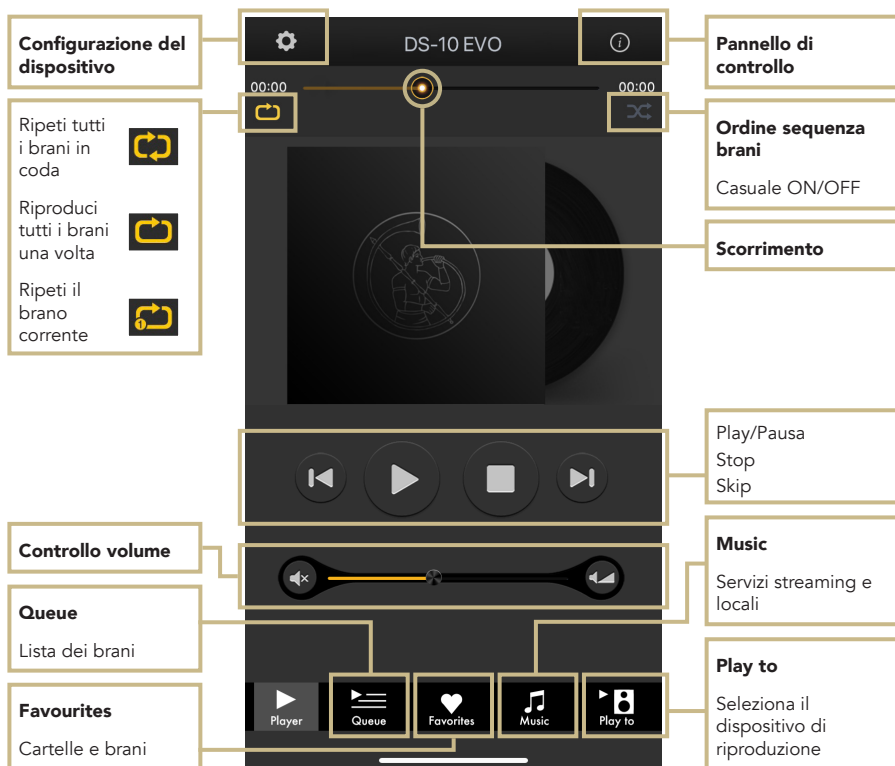 Configurazione del
dispositivo
DS-10 EVO
i
Pannello di
controllo
00:00
00:00
Ripeti tutti
i brani in
coda
Riproduci
tutti i brani
una volta
Ripeti il
brano
corrente
1
Ordine sequenza
brani
Casuale ON/OFF
Scorrimento
Play/Pausa
Stop
Skip
Controllo volume
Music
Servizi streaming e
locali
Queue
Lista dei brani
Play to
Seleziona il
dispositivo di
riproduzione
Favourites
Cartelle e brani
Player
Queue
Favorites
Music
Play to